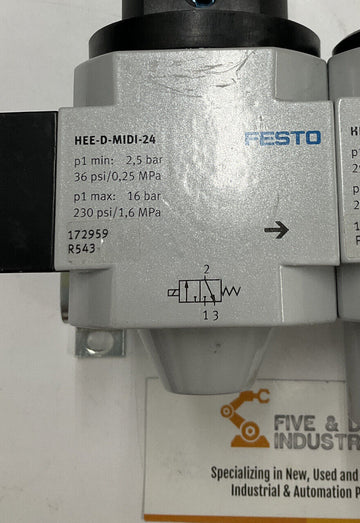 HEE-D-MIDI-24
FESTO
p1 min: 2,5 bar
36 psi/0,25 MPa
p1 max: 16 bar
230 psi/1,6 MPa
172959
R543
2
1 3
FIVE & 
INDUSTR
Specializing in New, Used and
Industrial & Automation P